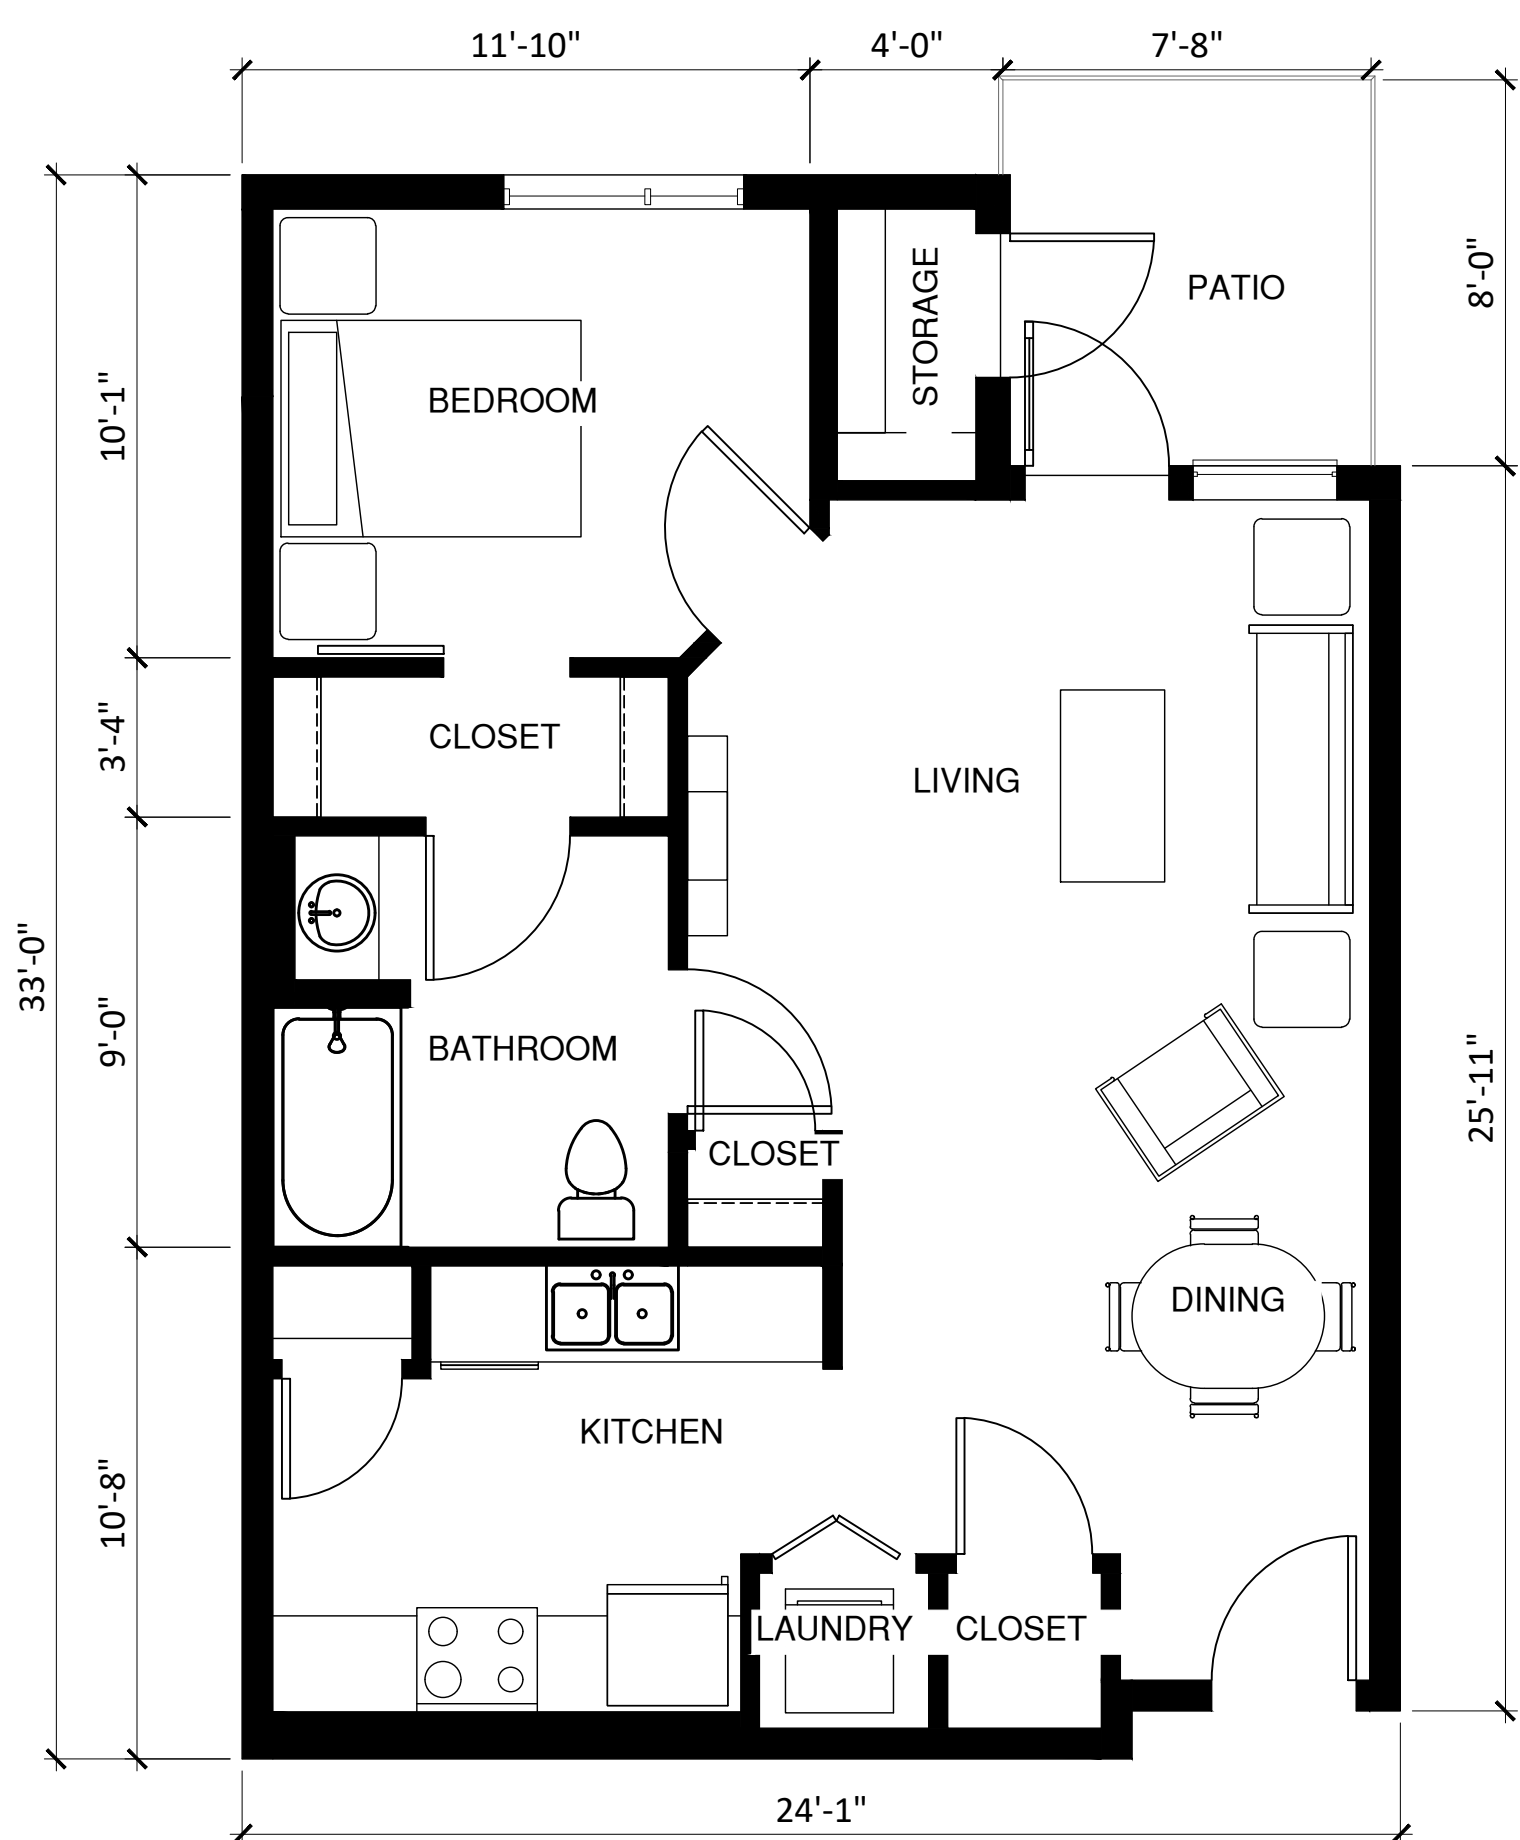 11'-10"
4'-0"
7'-8"
8'-0"
PATIO
STORAGE
10'-1"
BEDROOM
3'-4"
CLOSET
LIVING
33'-0"
9'-0"
BATHROOM
25'-11"
CLOSET
DINING
KITCHEN
10'-8"
LAUNDRY
CLOSET
24'-1"